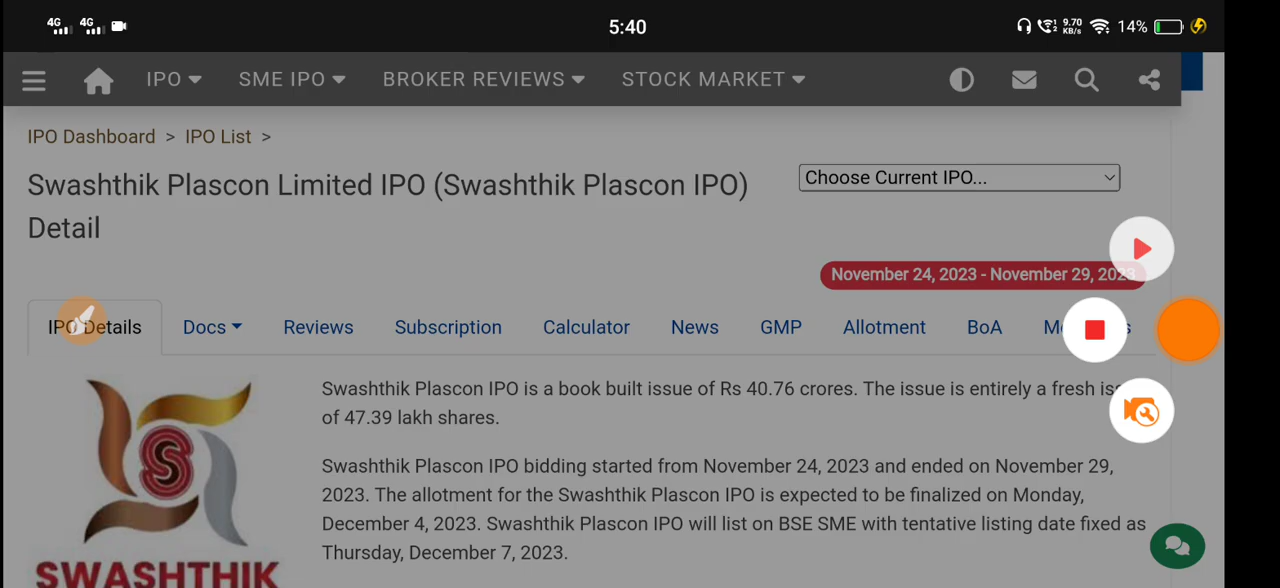 4G 4G 5:40 9.70 KB/s 14%
IPO SME IPO BROKER REVIEWS STOCK MARKET
IPO Dashboard > IPO List >
Swashthik Plascon Limited IPO (Swashthik Plascon IPO)
Detail
Choose Current IPO...
November 24, 2023 - November 29, 2023
IPO Details Docs Reviews Subscription Calculator News GMP Allotment BoA
Swashthik Plascon IPO is a book built issue of Rs 40.76 crores. The issue is entirely a fresh
of 47.39 lakh shares.
Swashthik Plascon IPO bidding started from November 24, 2023 and ended on November 29,
2023. The allotment for the Swashthik Plascon IPO is expected to be finalized on Monday,
December 4, 2023. Swashthik Plascon IPO will list on BSE SME with tentative listing date fixed as
Thursday, December 7, 2023.
SWASHTHIK